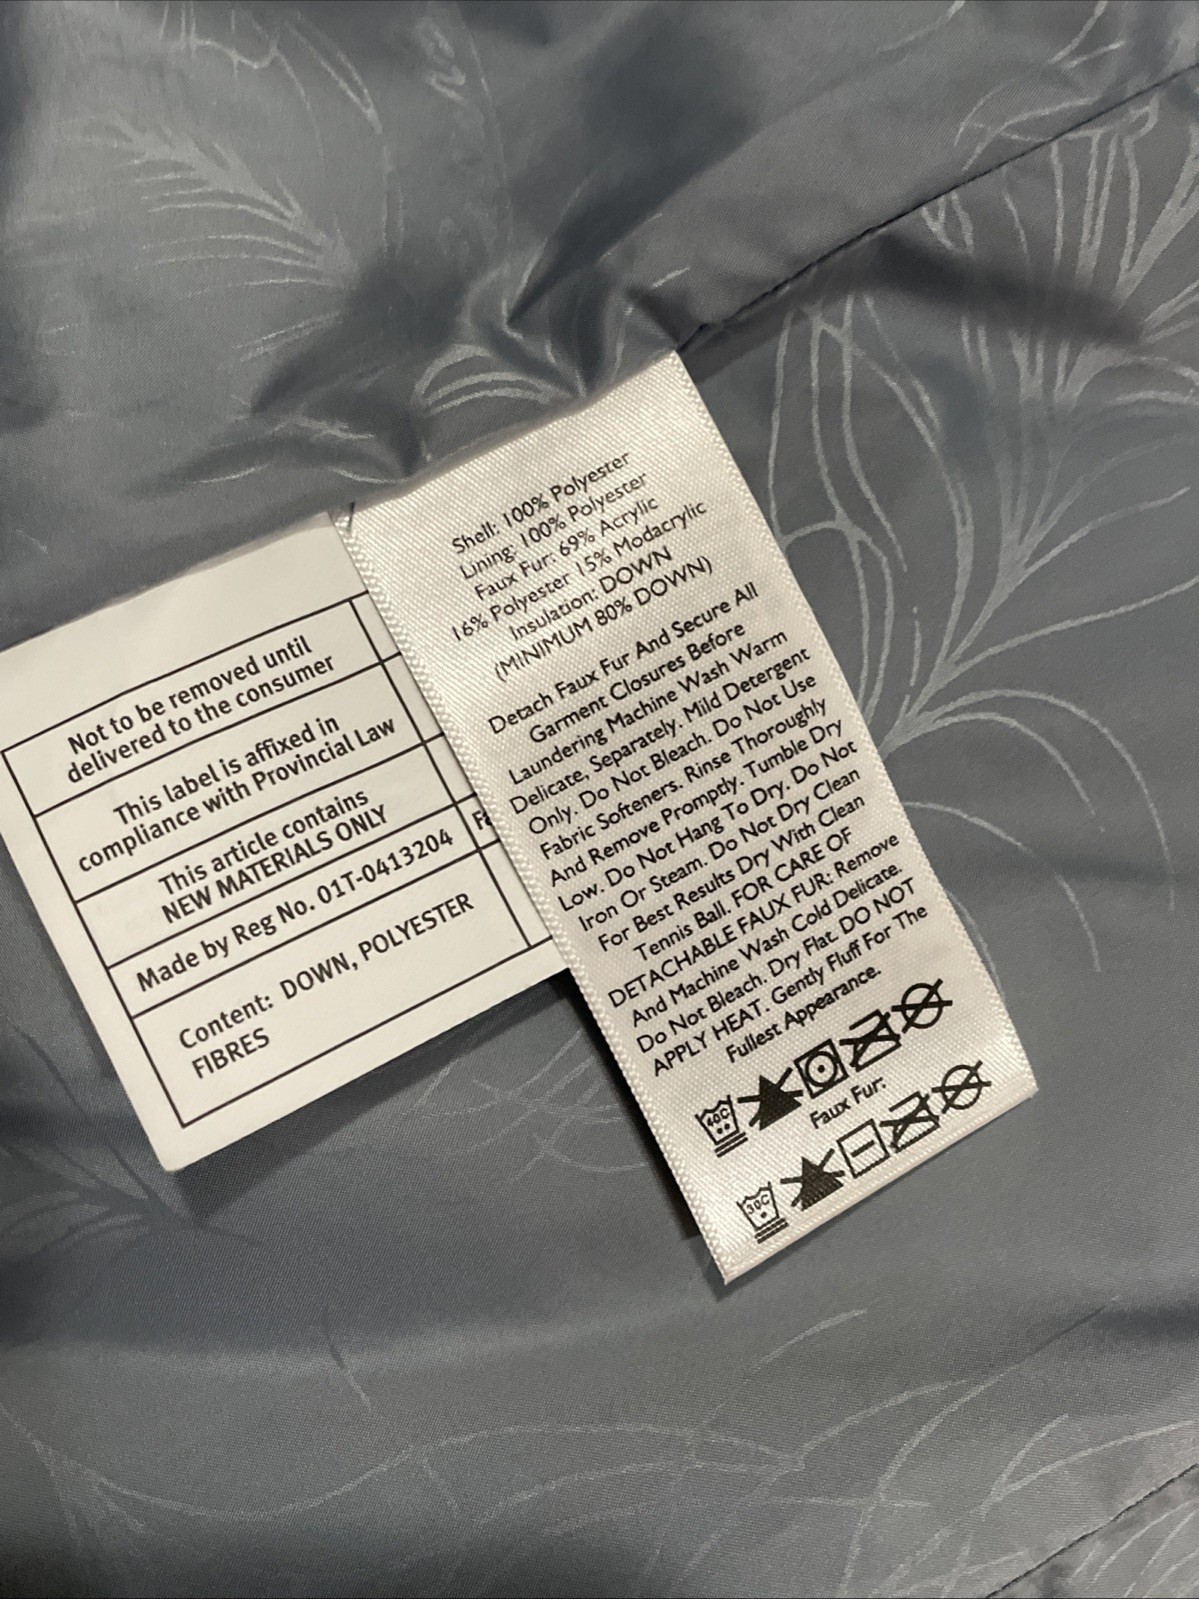 Not to be removed until
delivered to the consumer
This label is affixed in
compliance with Provincial Law
This article contains
NEW MATERIALS ONLY
Made by Reg No. 01T-0413204
Content: DOWN, POLYESTER
FIBRES
Shell: 100% Polyester
Lining: 100% Polyester
Faux Fur: 69% Acrylic
16% Polyester 15% Modacrylic
Insulation: DOWN
(MINIMUM 80% DOWN)
Detach Faux Fur And Secure All
Garment Closures Before
Laundering Machine Wash Warm
Delicate, Separately. Mild Detergent
Only. Do Not Bleach. Do Not Use
Fabric Softeners. Rinse Thoroughly
And Remove Promptly. Tumble Dry
Low. Do Not Hang To Dry. Do Not
Iron Or Steam. Do Not Dry Clean
For Best Results Dry With Clean
Tennis Ball. FOR CARE OF
DETACHABLE FAUX FUR: Remove
And Machine Wash Cold Delicate.
Do Not Bleach. Dry Flat. DO NOT
APPLY HEAT. Gently Fluff For The
Fullest Appearance.
40C
Faux Fur:
30C